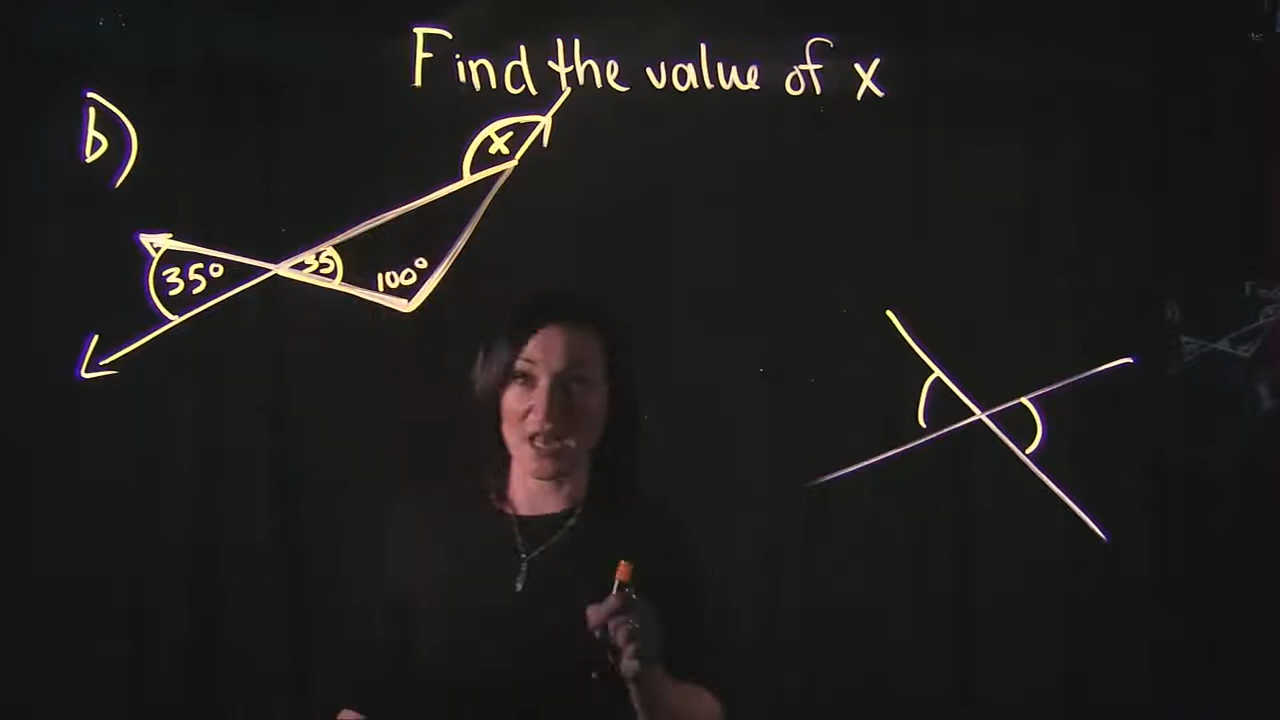 Find the value of x
b)
x
35°
35
100°